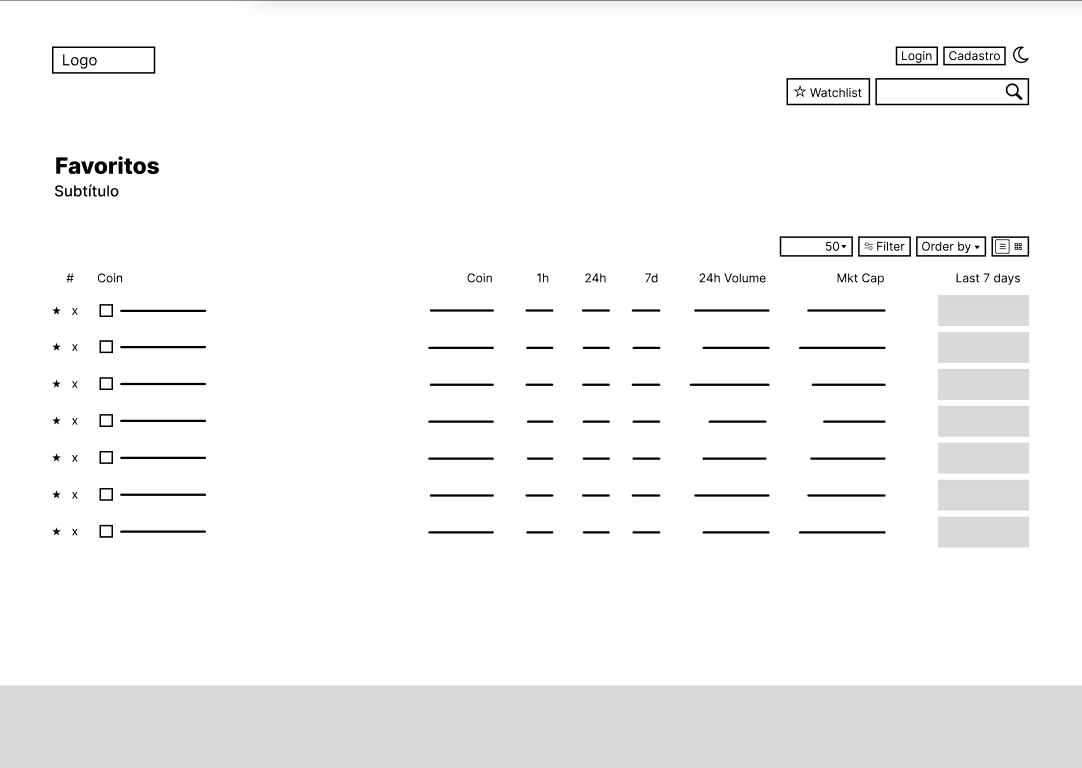 Logo
Login Cadastro
Watchlist
Favoritos
Subtítulo
50 Filter Order by
# Coin Coin 1h 24h 7d 24h Volume Mkt Cap Last 7 days
x
x
x
x
x
x
x